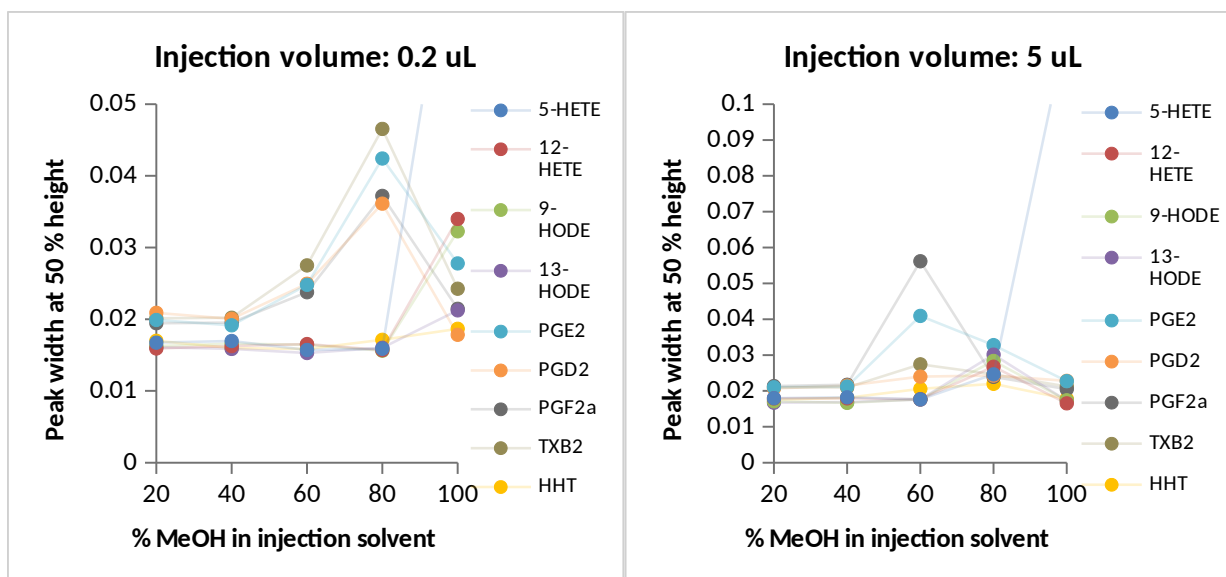 Injection volume: 0.2 uL
Peak width at 50 % height
0.05
0.04
0.03
0.02
0.01
0
20 40 60 80 100
% MeOH in injection solvent
5-HETE
12-
HETE
9-
HODE
13-
HODE
PGE2
PGD2
PGF2a
TXB2
HHT
Injection volume: 5 uL
Peak width at 50 % height
0.1
0.09
0.08
0.07
0.06
0.05
0.04
0.03
0.02
0.01
0
20 40 60 80 100
% MeOH in injection solvent
5-HETE
12-
HETE
9-HODE
13-
HODE
PGE2
PGD2
PGF2a
TXB2
HHT